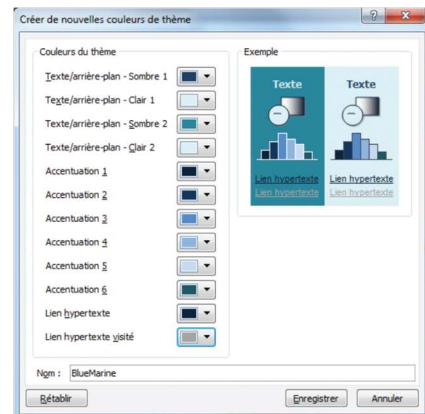 Créer de nouvelles couleurs de thème
Couleurs du thème
Texte/arrière-plan - Sombre 1
Texte/arrière-plan - Clair 1
Texte/arrière-plan - Sombre 2
Texte/arrière-plan - Clair 2
Accentuation 1
Accentuation 2
Accentuation 3
Accentuation 4
Accentuation 5
Accentuation 6
Lien hypertexte
Lien hypertexte visité
Exemple
Texte Texte
Lien hypertexte Lien hypertexte
Lien hypertexte Lien hypertexte
Nom : BlueMarine
Rétablir Enregistrer Annuler